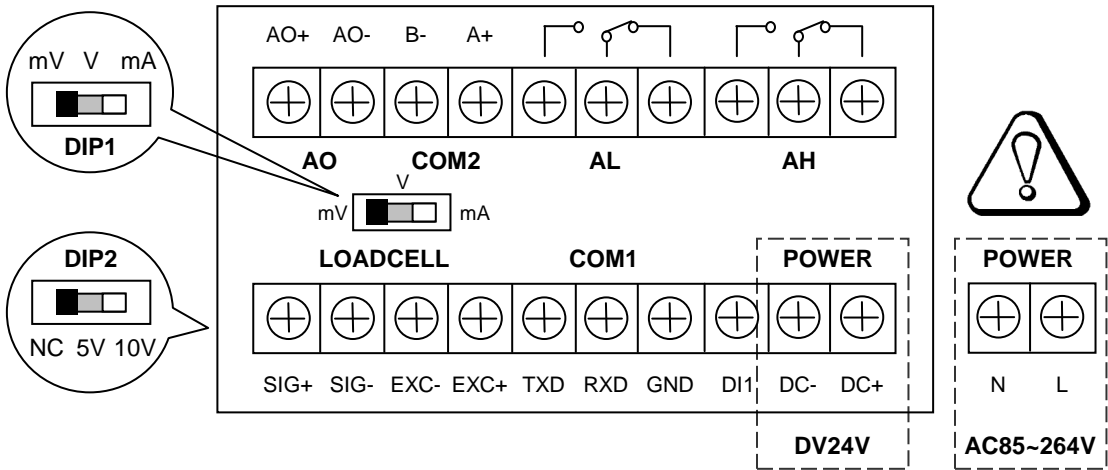 AO+ AO- B- A+
mV V mA
DIP1
AO COM2 AL AH
V
mV mA
DIP2
LOADCELL COM1 POWER POWER
NC 5V 10V
SIG+ SIG- EXC- EXC+ TXD RXD GND DI1 DC- DC+ N L
DV24V AC85~264V